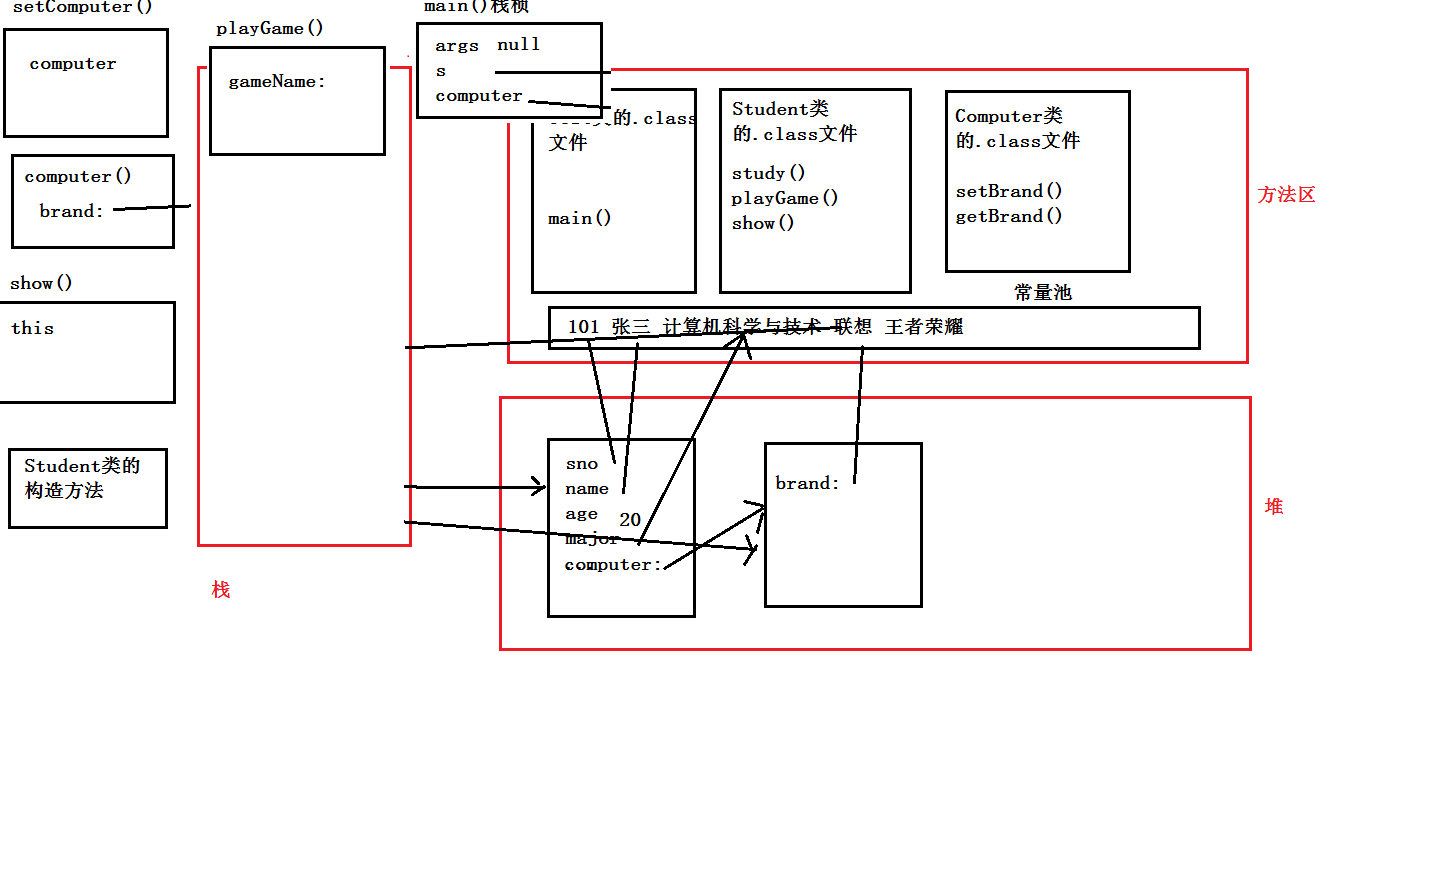 setComputer()
computer
computer()
brand:
show()
this
Student类的
构造方法
playGame()
gameName:
栈
main()栈桢
args null
s
computer
类的.class
文件
main()
Student类
的.class文件
study()
playGame()
show()
Computer类
的.class文件
setBrand()
getBrand()
方法区
常量池
101 张三 计算机科学与技术 联想 王者荣耀
sno
name
age 20
major
computer:
brand:
堆